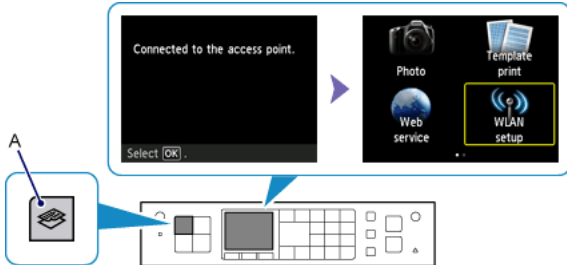 Connected to the access point.
Select OK .
Photo
Template
print
Web
service
WLAN
setup
A